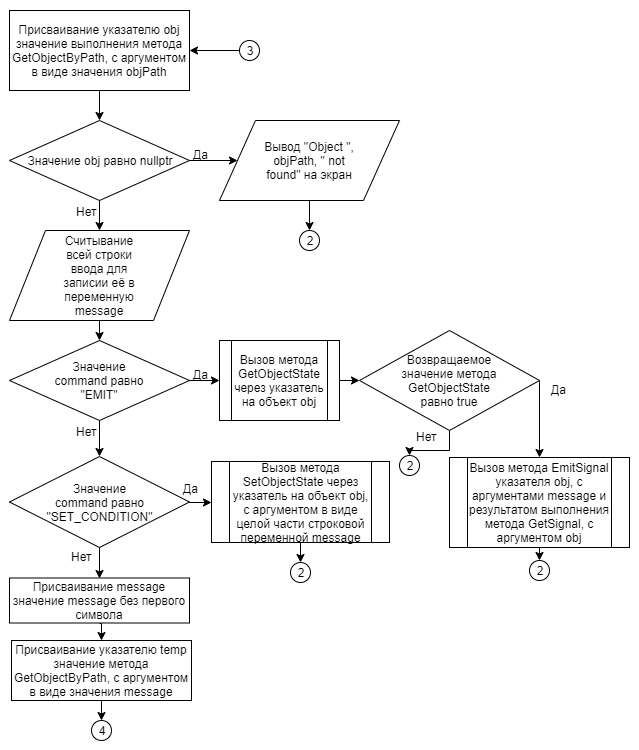 Присваивание указателю obj
значение выполнения метода
GetObjectByPath, с аргументом
в виде значения objPath
3
Значение obj равно nullptr
Да
Вывод "Object ",
objPath, " not
found" на экран
Нет
2
Считывание
всей строки
ввода для
записии её в
переменную
message
Значение
command равно
"EMIT"
Да
Вызов метода
GetObjectState
через указатель
на объект obj
Возвращаемое
значение метода
GetObjectState
равно true
Да
Нет
Нет
2
Значение
command равно
"SET_CONDITION"
Да
Вызов метода
SetObjectState через
указатель на объект obj,
с аргументом в виде
целой части строковой
переменной message
Вызов метода EmitSignal
указателя obj, с
аргументами message и
результатом выполнения
метода GetSignal, с
аргументом obj
Нет
2
2
Присваивание message
значение message без первого
символа
Присваивание указателю temp
значение метода
GetObjectByPath, с аргументом
в виде значения message
4